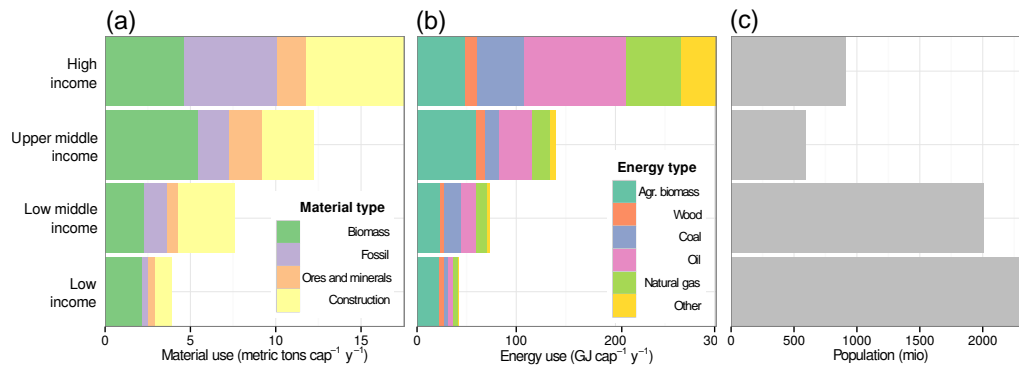 (a)
(b)
(c)
High
income
Upper middle
income
Low middle
income
Low
income
Material type
Biomass
Fossil
Ores and minerals
Construction
Energy type
Agr. biomass
Wood
Coal
Oil
Natural gas
Other
0 5 10 15
Material use (metric tons cap⁻¹ y⁻¹)
0 100 200 30
Energy use (GJ cap⁻¹ y⁻¹)
0 500 1000 1500 2000
Population (mio)